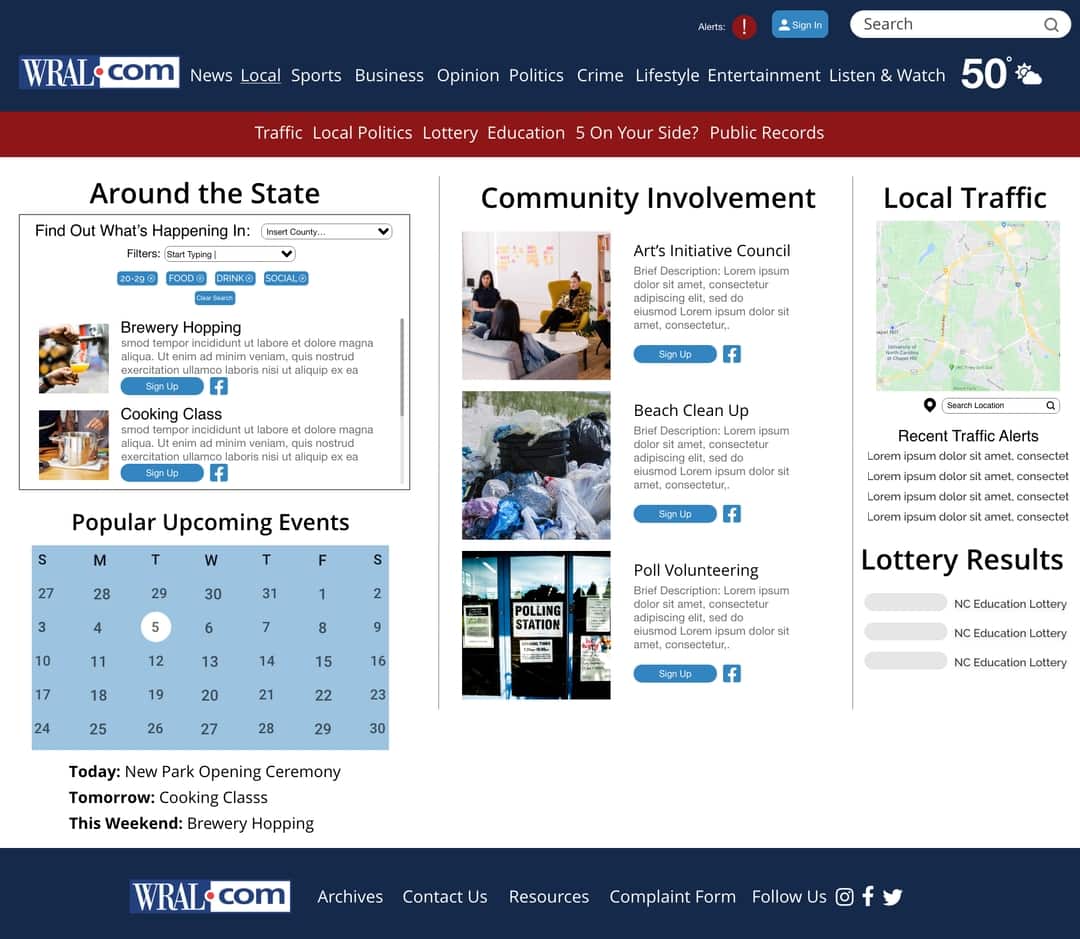 Alerts: ! Sign In Search
WRAL.com News Local Sports Business Opinion Politics Crime Lifestyle Entertainment Listen & Watch 50°
Traffic Local Politics Lottery Education 5 On Your Side? Public Records
Around the State
Find Out What's Happening In: Insert County...
Filters: Start Typing |
20-29 FOOD DRINK SOCIAL
Clear Search
Brewery Hopping
smod tempor incididunt ut labore et dolore magna
aliqua. Ut enim ad minim veniam, quis nostrud
exercitation ullamco laboris nisi ut aliquip ex ea
Sign Up
Cooking Class
smod tempor incididunt ut labore et dolore magna
aliqua. Ut enim ad minim veniam, quis nostrud
exercitation ullamco laboris nisi ut aliquip ex ea
Sign Up
Popular Upcoming Events
S M T W T F S
27 28 29 30 31 1 2
3 4 5 6 7 8 9
10 11 12 13 14 15 16
17 18 19 20 21 22 23
24 25 26 27 28 29 30
Today: New Park Opening Ceremony
Tomorrow: Cooking Classs
This Weekend: Brewery Hopping
Community Involvement
Art's Initiative Council
Brief Description: Lorem ipsum
dolor sit amet, consectetur
adipiscing elit, sed do
eiusmod Lorem ipsum dolor sit
amet, consectetur,.
Sign Up
Beach Clean Up
Brief Description: Lorem ipsum
dolor sit amet, consectetur
adipiscing elit, sed do
eiusmod Lorem ipsum dolor sit
amet, consectetur,.
Sign Up
POLLING
STATION
Poll Volunteering
Brief Description: Lorem ipsum
dolor sit amet, consectetur
adipiscing elit, sed do
eiusmod Lorem ipsum dolor sit
amet, consectetur,.
Sign Up
Local Traffic
University of
North Carolina
at Chapel Hill
Search Location
Recent Traffic Alerts
Lorem ipsum dolor sit amet, consectet
Lorem ipsum dolor sit amet, consectet
Lorem ipsum dolor sit amet, consectet
Lorem ipsum dolor sit amet, consectet
Lottery Results
NC Education Lottery
NC Education Lottery
NC Education Lottery
WRAL.com Archives Contact Us Resources Complaint Form Follow Us